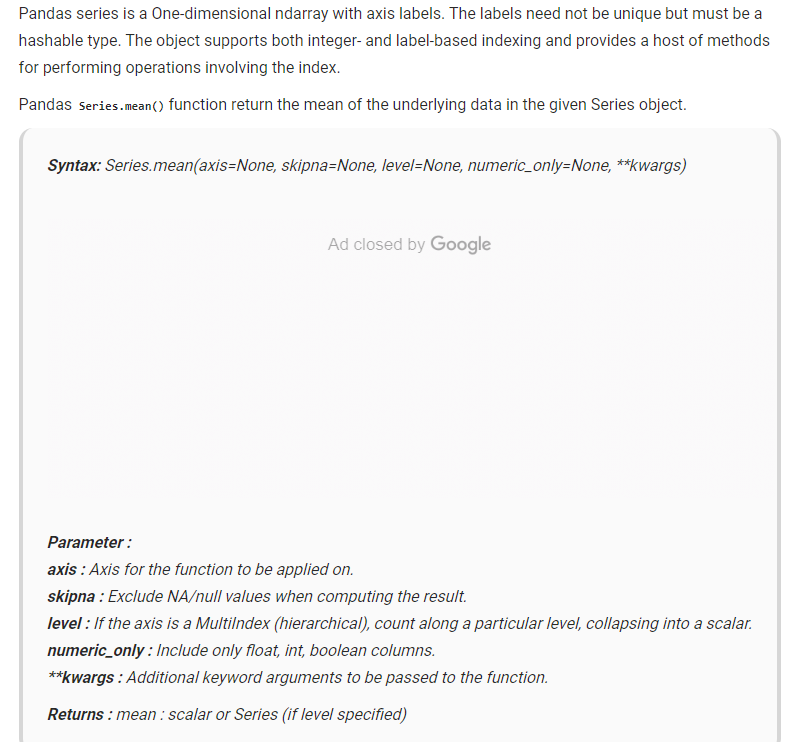 Pandas series is a One-dimensional ndarray with axis labels. The labels need not be unique but must be a
hashable type. The object supports both integer- and label-based indexing and provides a host of methods
for performing operations involving the index.
Pandas Series.mean() function return the mean of the underlying data in the given Series object.
Syntax: Series.mean(axis=None, skipna=None, level=None, numeric_only=None, **kwargs)
Ad closed by Google
Parameter :
axis : Axis for the function to be applied on.
skipna : Exclude NA/null values when computing the result.
level : If the axis is a MultiIndex (hierarchical), count along a particular level, collapsing into a scalar.
numeric_only : Include only float, int, boolean columns.
**kwargs : Additional keyword arguments to be passed to the function.
Returns : mean : scalar or Series (if level specified)